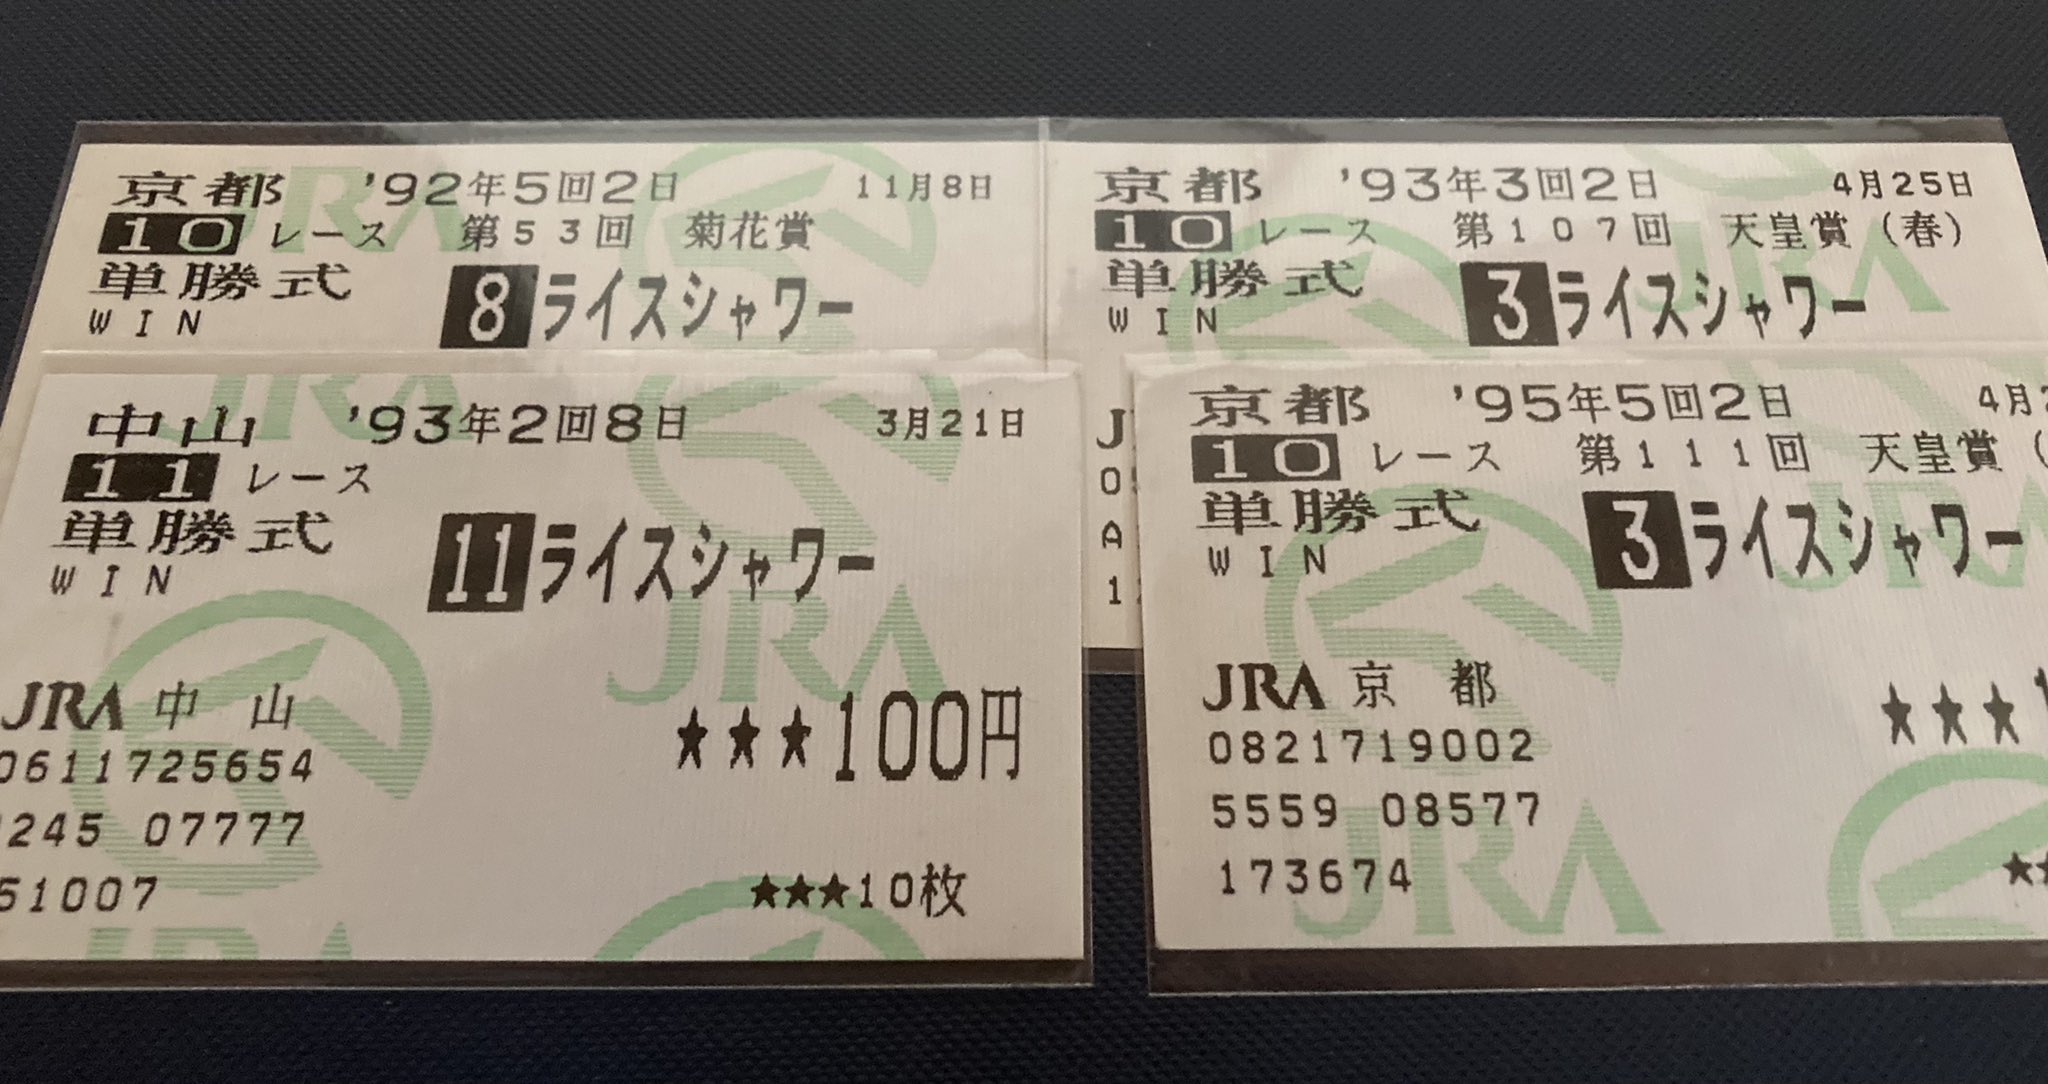 京都 '92年5回2日 11月8日
10 レース 第53回 菊花賞
単勝式 8 ライスシャワー
WIN
京都 '93年3回2日 4月25日
10 レース 第107回 天皇賞(春)
単勝式 3 ライスシャワー
WIN
中山 '93年2回8日 3月21日
11 レース
単勝式 11 ライスシャワー
WIN
JRA 中 山
0611725654 ★★★100円
245 07777
51007 ★★★10枚
京都 '95年5回2日 4月2
10 レース 第111回 天皇賞(
単勝式 3 ライスシャワー
WIN
JRA 京 都 ★★★1
0821719002
5559 08577
173674 ★★